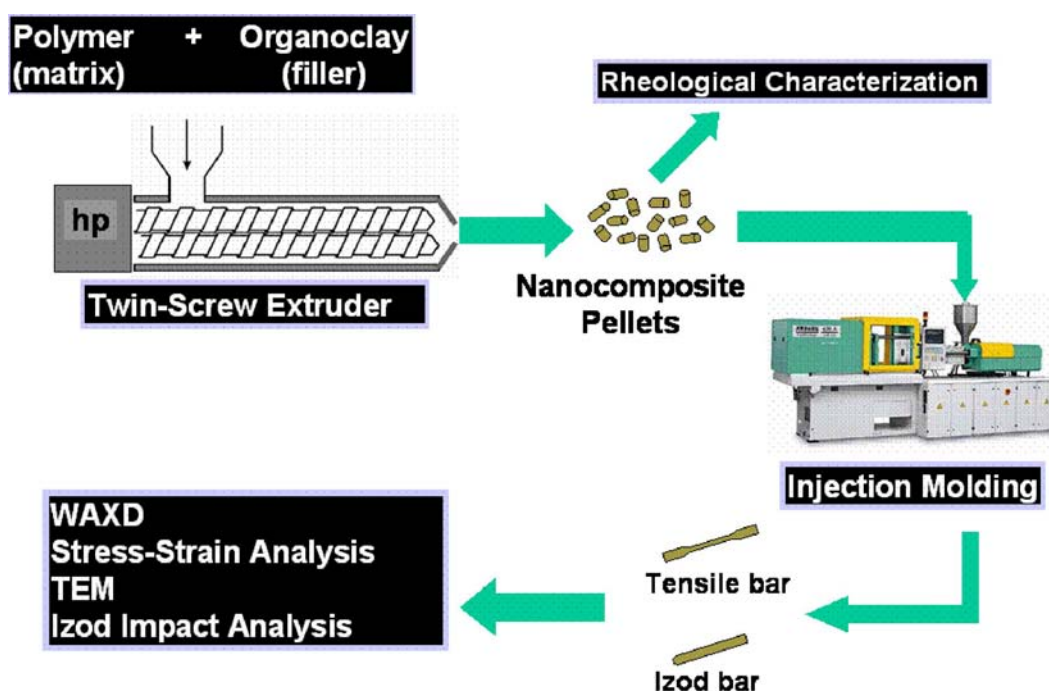 Polymer + Organoclay
(matrix) (filler)
Rheological Characterization
hp
Twin-Screw Extruder
Nanocomposite
Pellets
Injection Molding
WAXD
Stress-Strain Analysis
TEM
Izod Impact Analysis
Tensile bar
Izod bar